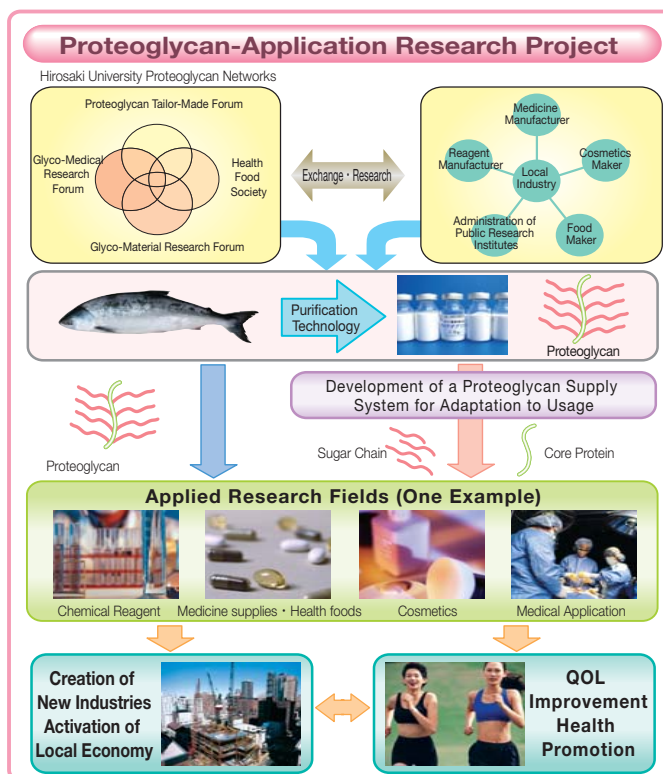 Proteoglycan-Application Research Project
Hirosaki University Proteoglycan Networks
Proteoglycan Tailor-Made Forum
Glyco-Medical
Research
Forum
Health
Food
Society
Glyco-Material Research Forum
Exchange・Research
Medicine
Manufacturer
Reagent
Manufacturer
Cosmetics
Maker
Local
Industry
Administration of
Public Research
Institutes
Food
Maker
Purification
Technology
Proteoglycan
Development of a Proteoglycan Supply
System for Adaptation to Usage
Proteoglycan
Sugar Chain
Core Protein
Applied Research Fields (One Example)
Chemical Reagent
Medicine supplies・Health foods
Cosmetics
Medical Application
Creation of
New Industries
Activation of
Local Economy
QOL
Improvement
Health
Promotion